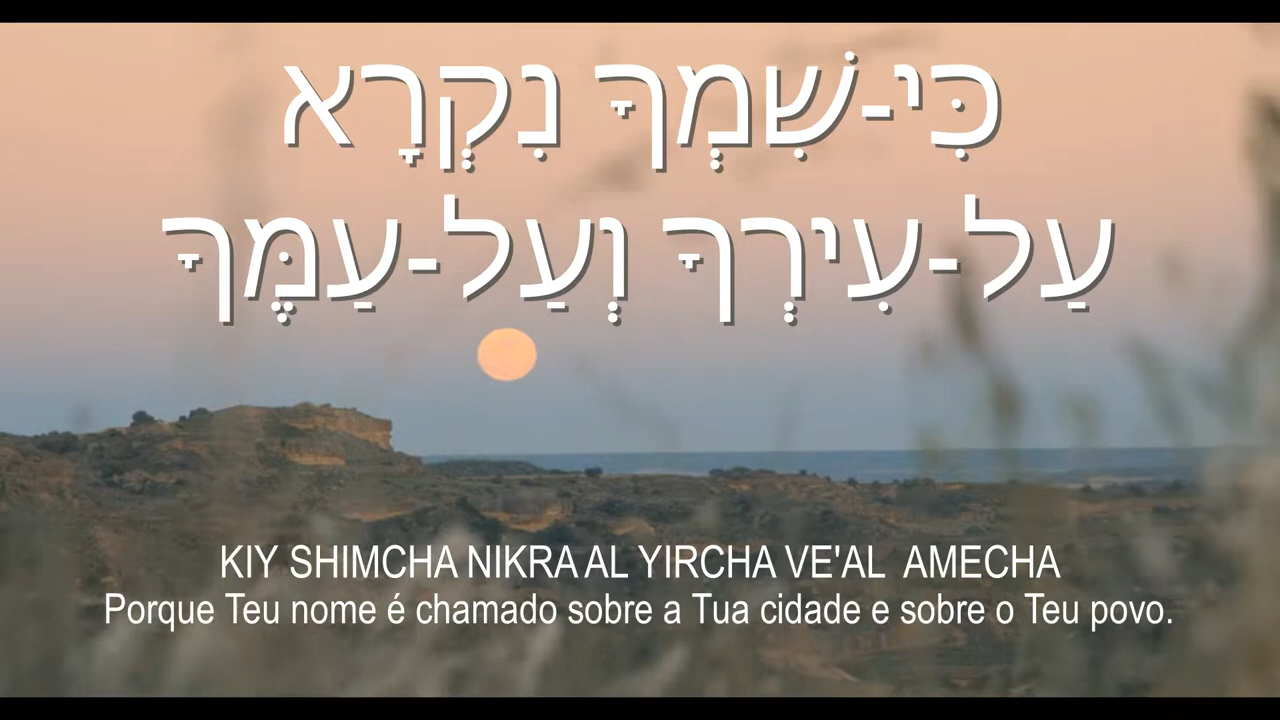 כִּי-שִׁמְךָ נִקְרָא
עַל-עִירְךָ וְעַל-עַמֶּךָ
KIY SHIMCHA NIKRA AL YIRCHA VE'AL AMECHA
Porque Teu nome é chamado sobre a Tua cidade e sobre o Teu povo.